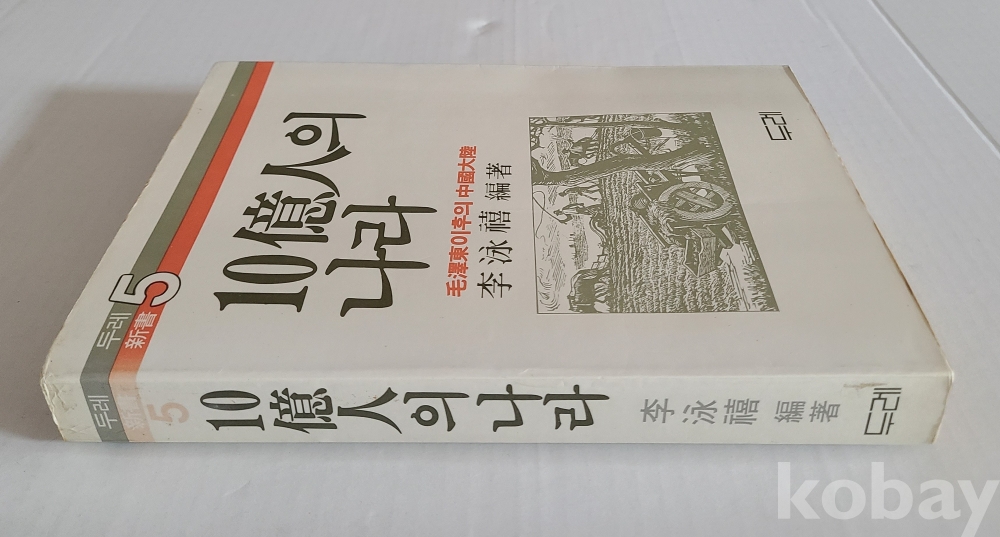 두레
新書
5
10億人의
나라
毛澤東이후의 中國大陸
李泳禧 編著
두레
두레
新書
5
10億人의 나라
李泳禧 編著
두레
kobay